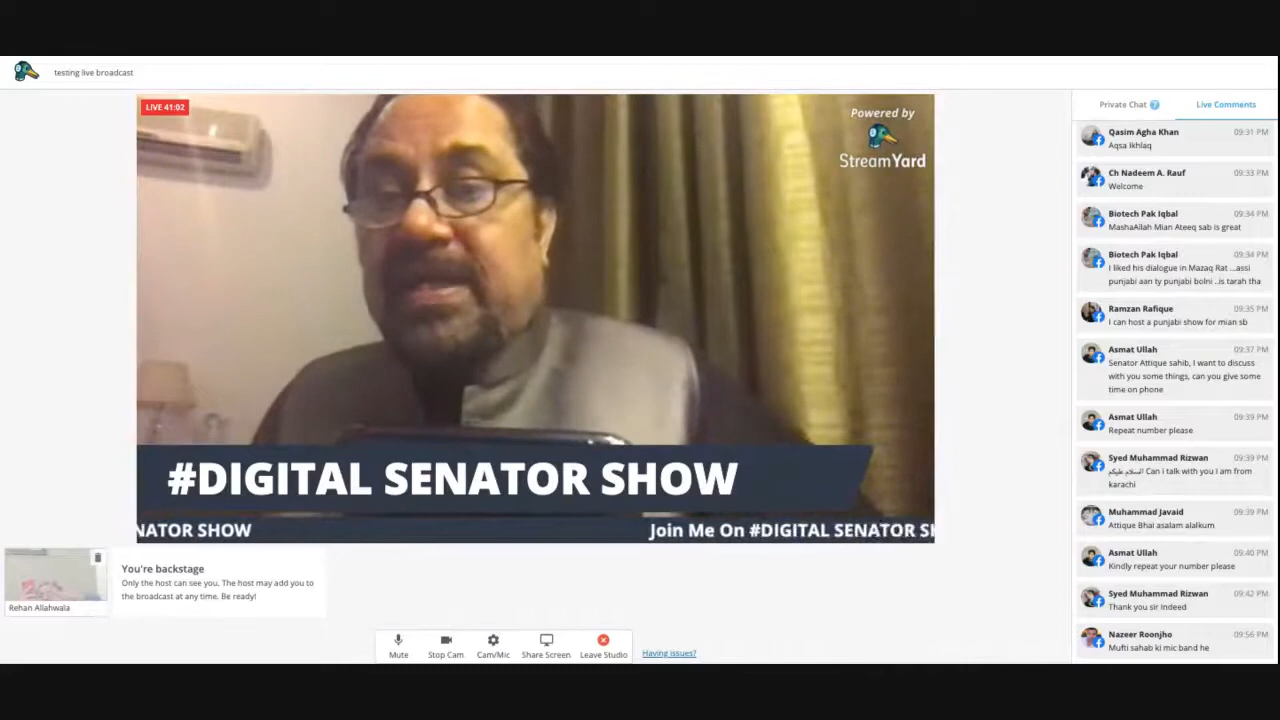 testing live broadcast
LIVE 41:02
Powered by
StreamYard
#DIGITAL SENATOR SHOW
NATOR SHOW
Join Me On #DIGITAL SENATOR SH
You're backstage
Only the host can see you. The host may add you to
the broadcast at any time. Be ready!
Rehan Allahwala
Mute
Stop Cam
Cam/Mic
Share Screen
Leave Studio
Having issues?
Private Chat ?
Live Comments
Qasim Agha Khan 09:31 PM
Aqsa Ikhlaq
Ch Nadeem A. Rauf 09:33 PM
Welcome
Biotech Pak Iqbal 09:34 PM
MashaAllah Mian Ateeq sab is great
Biotech Pak Iqbal 09:34 PM
I liked his dialogue in Mazaq Rat ...assi
punjabi aan ty punjabi bolni ..is tarah tha
Ramzan Rafique 09:35 PM
I can host a punjabi show for mian sb
Asmat Ullah 09:37 PM
Senator Attique sahib, I want to discuss
with you some things, can you give some
time on phone
Asmat Ullah 09:39 PM
Repeat number please
Syed Muhammad Rizwan 09:39 PM
السلام علیکم Can i talk with you I am from
karachi
Muhammad Javaid 09:39 PM
Attique Bhai asalam alalkum
Asmat Ullah 09:40 PM
Kindly repeat your number please
Syed Muhammad Rizwan 09:42 PM
Thank you sir Indeed
Nazeer Roonjho 09:56 PM
Mufti sahab ki mic band he